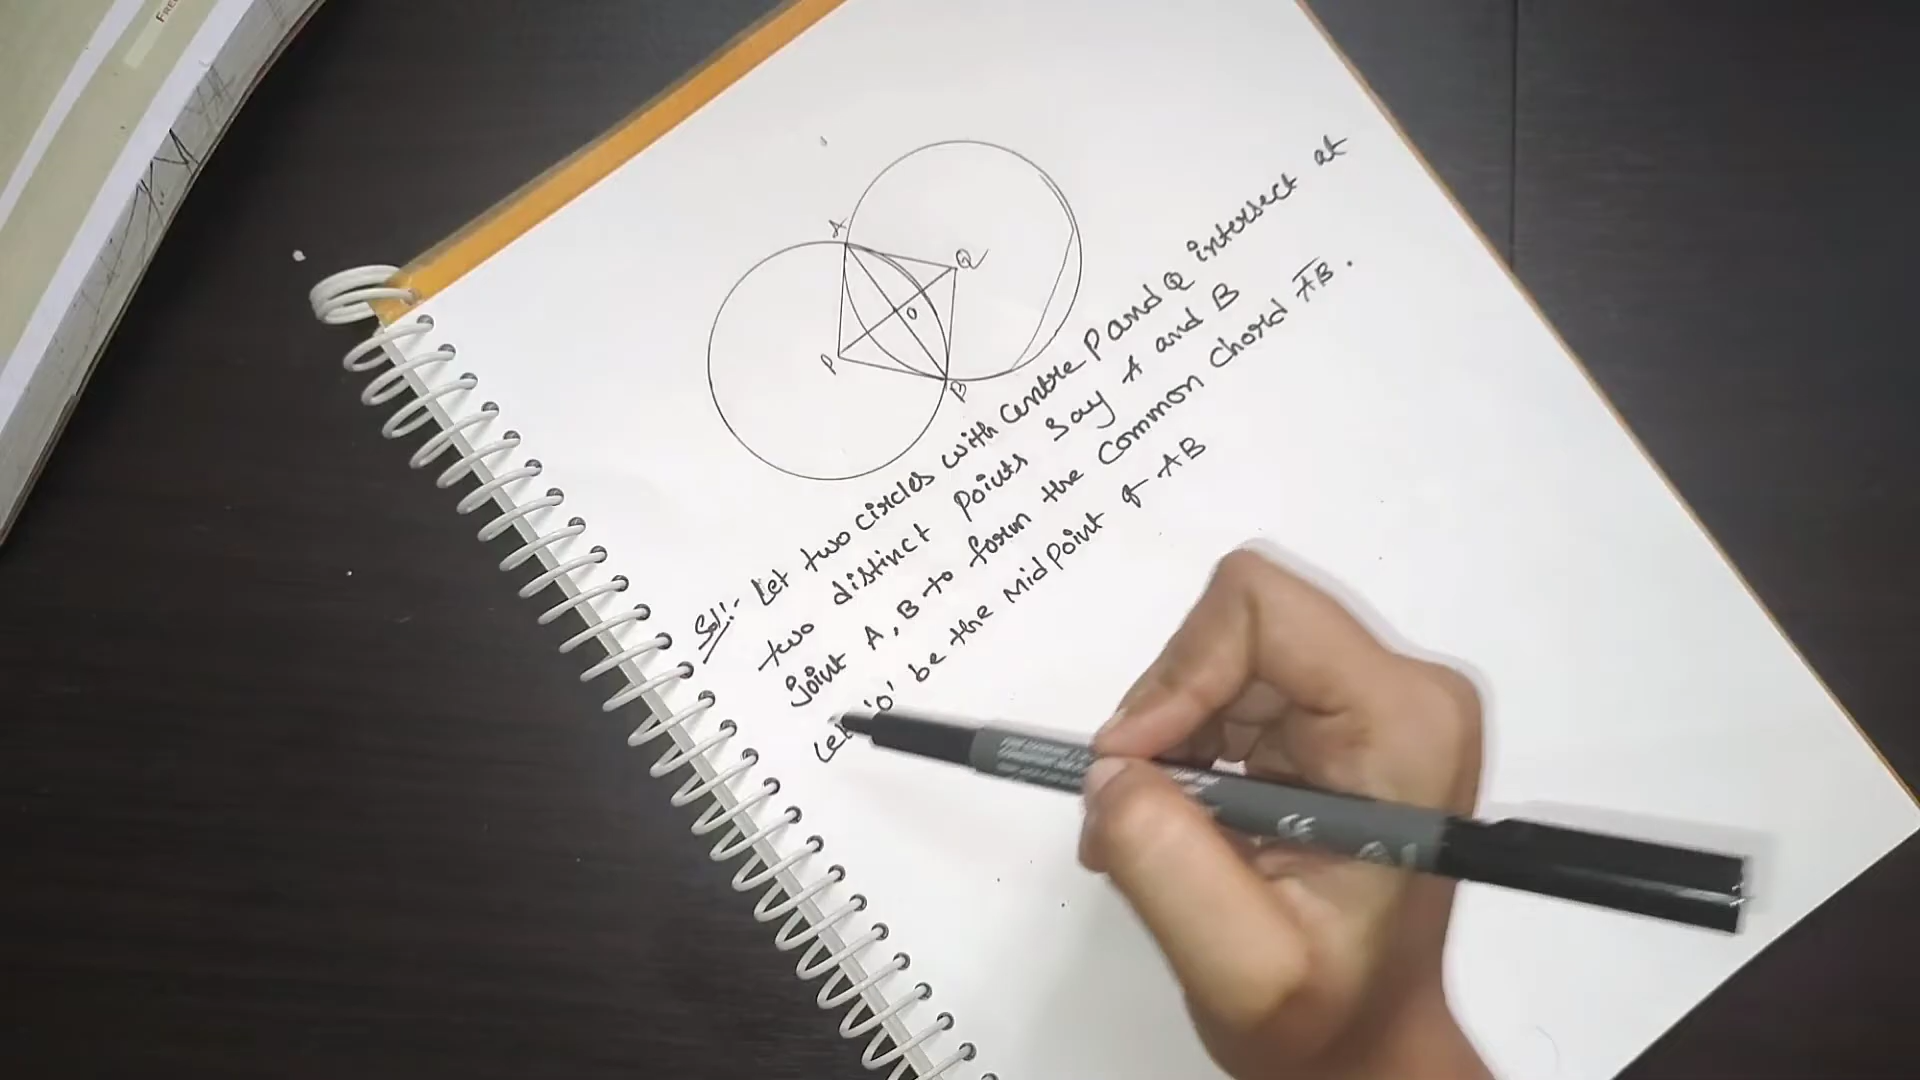 A
Q
O
P
B
Sol:- Let two circles with centre P and Q intersect at
two distinct points say A and B
joint A, B to form the common chord A̅B̅.
Let 'O' be the midpoint of AB
CE